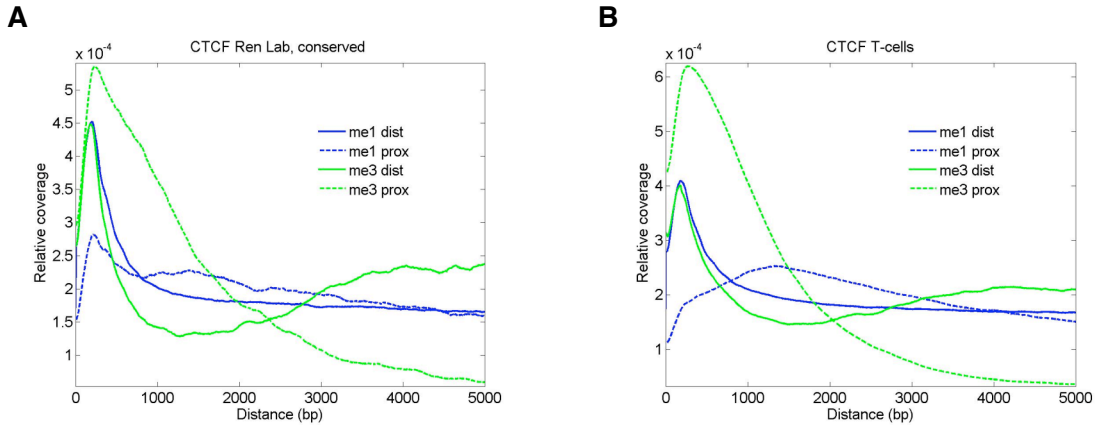 A
CTCF Ren Lab, conserved
x 10⁻⁴
5
4.5
4
3.5
3
2.5
2
1.5
1
Relative coverage
me1 dist
me1 prox
me3 dist
me3 prox
0 1000 2000 3000 4000 5000
Distance (bp)
B
CTCF T-cells
x 10⁻⁴
6
5
4
3
2
1
Relative coverage
me1 dist
me1 prox
me3 dist
me3 prox
0 1000 2000 3000 4000 5000
Distance (bp)